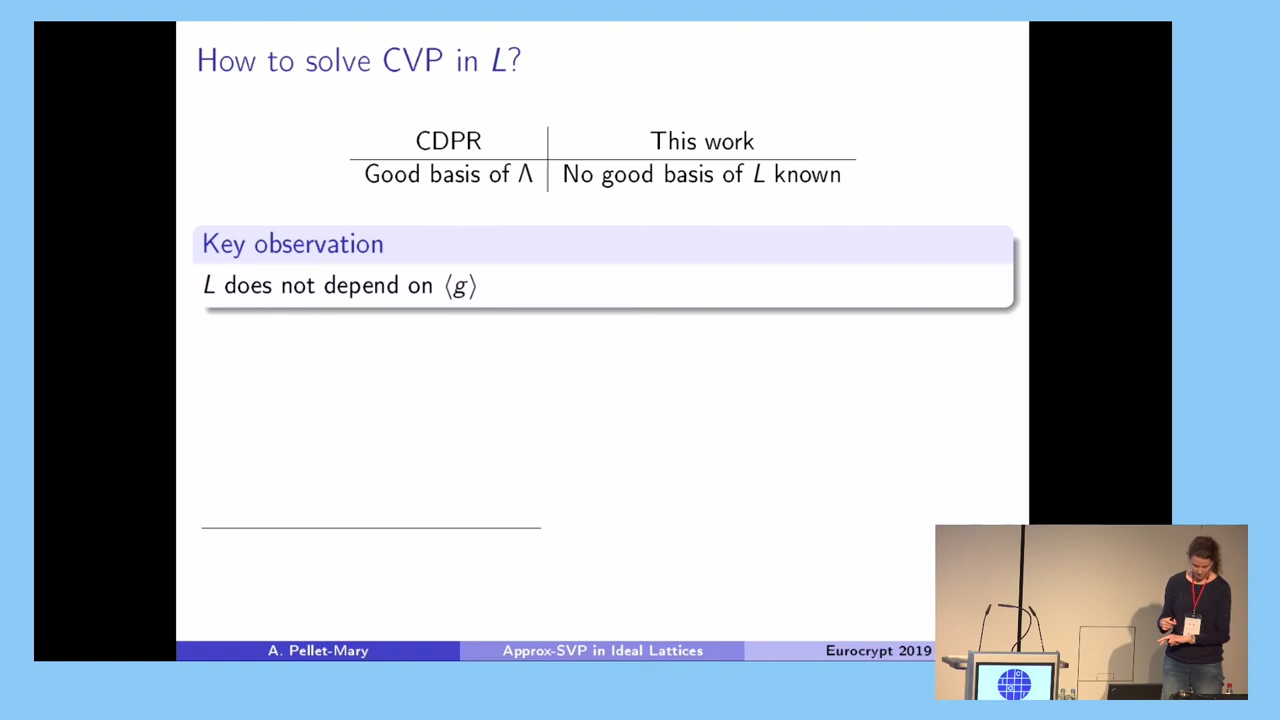 How to solve CVP in L?
CDPR This work
Good basis of Λ No good basis of L known
Key observation
L does not depend on ⟨g⟩
A. Pellet-Mary Approx-SVP in Ideal Lattices Eurocrypt 2019